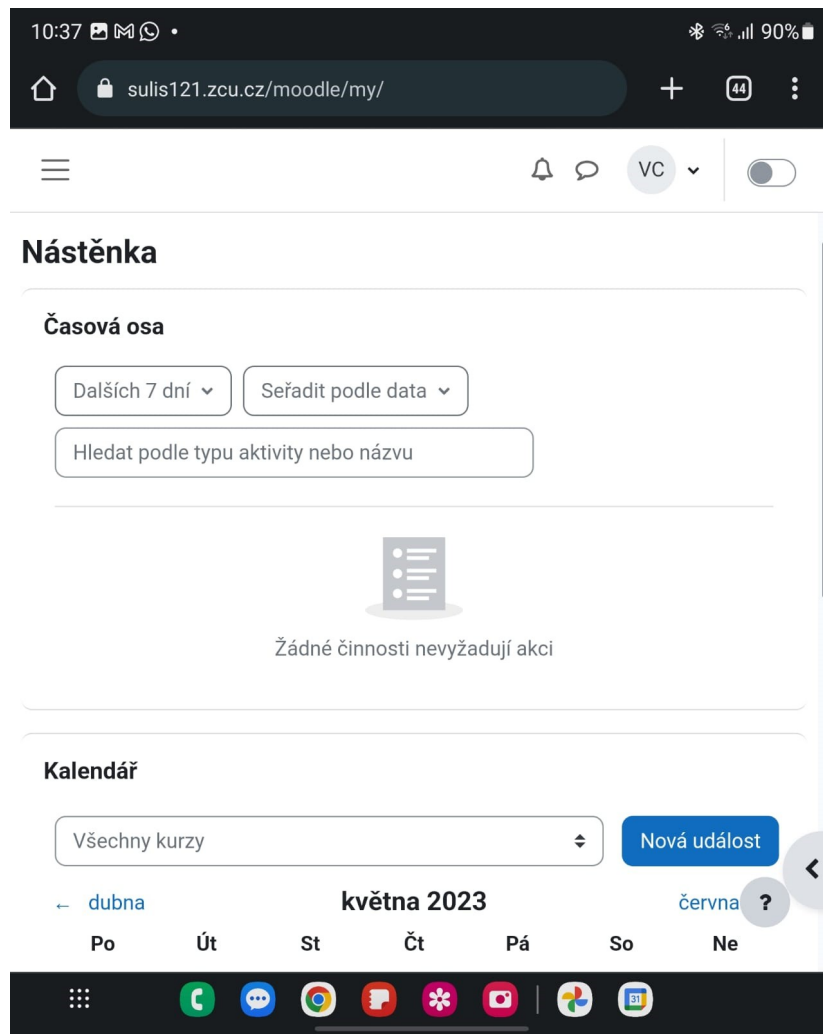 10:37
90%
sulis121.zcu.cz/moodle/my/
44
VC
Nástěnka
Časová osa
Dalších 7 dní
Seřadit podle data
Hledat podle typu aktivity nebo názvu
Žádné činnosti nevyžadují akci
Kalendář
Všechny kurzy
Nová událost
← dubna
května 2023
června
?
Po Út St Čt Pá So Ne
31